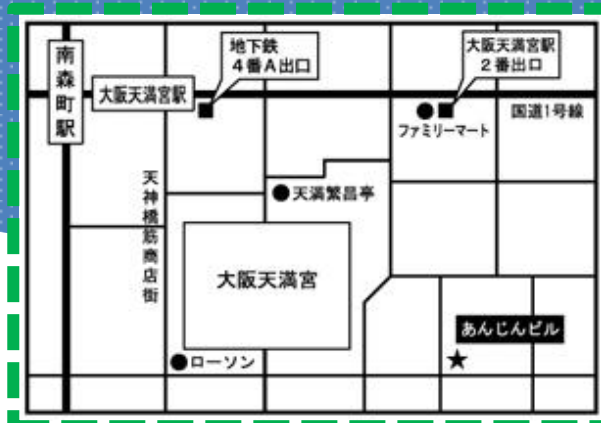 南森町駅
大阪天満宮駅
地下鉄
4番A出口
大阪天満宮駅
2番出口
国道1号線
ファミリーマート
天神橋筋商店街
天満繁昌亭
大阪天満宮
あんじんビル
ローソン